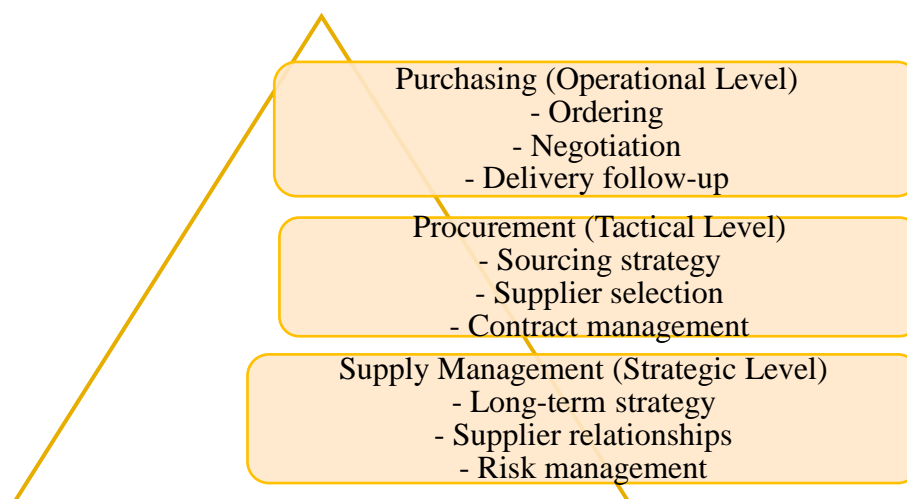 Purchasing (Operational Level)
- Ordering
- Negotiation
- Delivery follow-up
Procurement (Tactical Level)
- Sourcing strategy
- Supplier selection
- Contract management
Supply Management (Strategic Level)
- Long-term strategy
- Supplier relationships
- Risk management